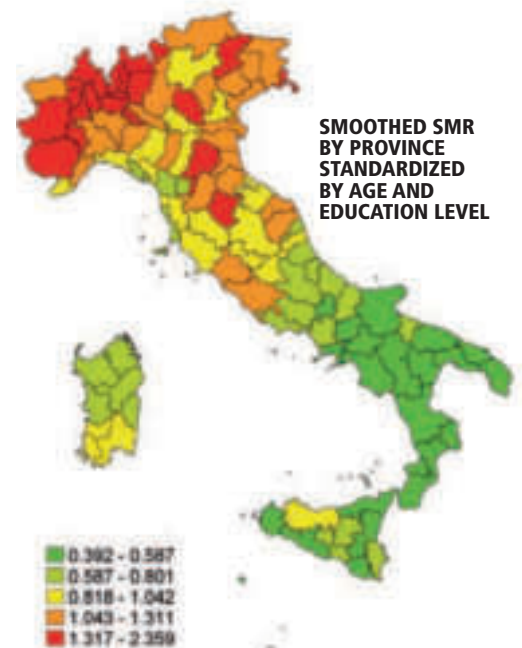 SMOOTHED SMR
BY PROVINCE
STANDARDIZED
BY AGE AND
EDUCATION LEVEL
0.392 - 0.587
0.587 - 0.801
0.818 - 1.042
1.043 - 1.311
1.317 - 2.359